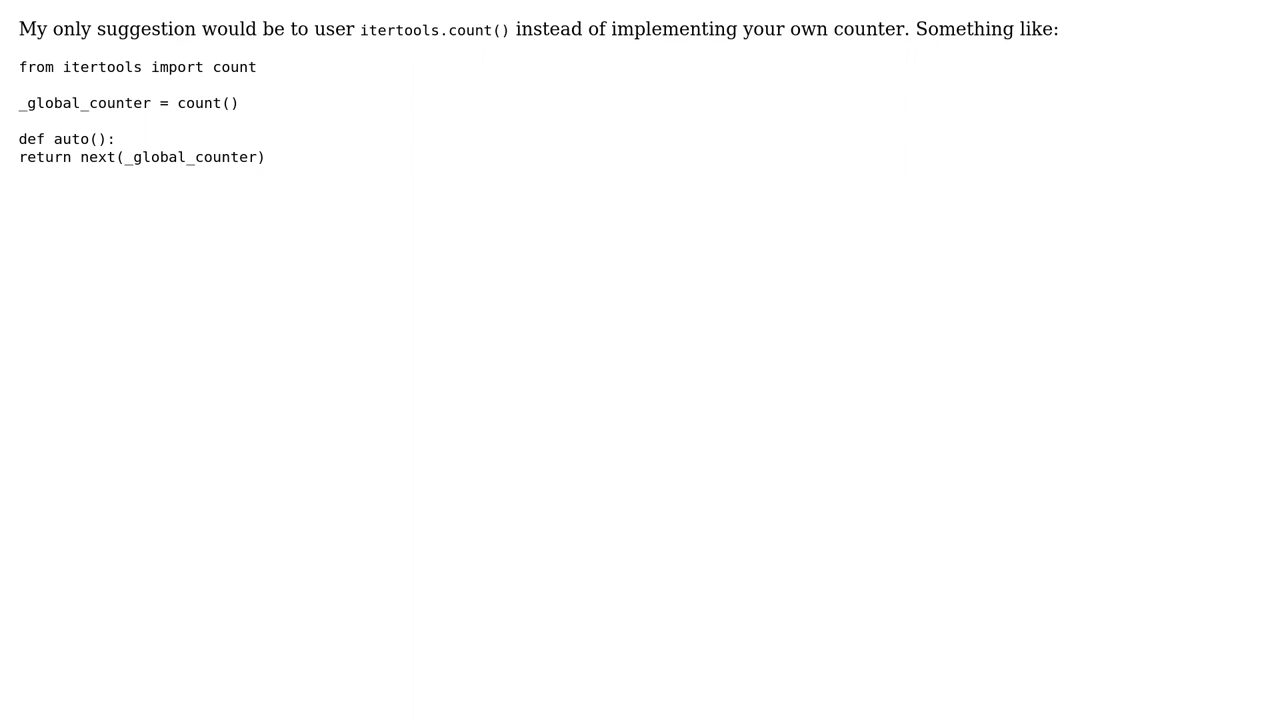 My only suggestion would be to user itertools.count() instead of implementing your own counter. Something like:
from itertools import count
_global_counter = count()
def auto():
return next(_global_counter)